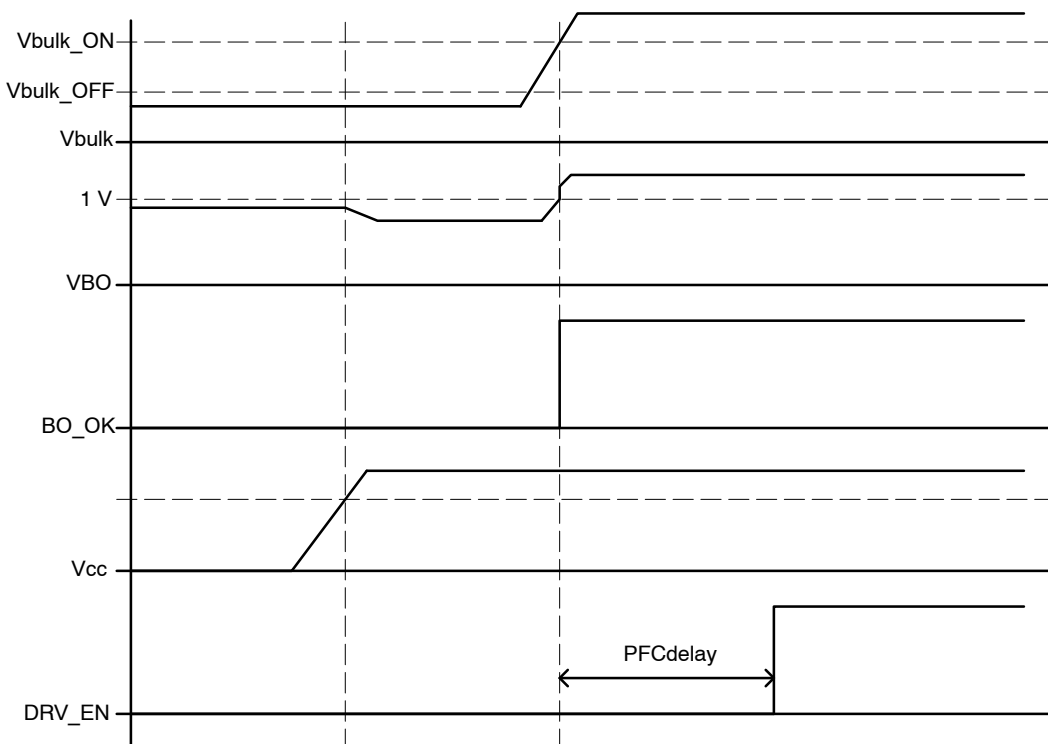 Vbulk_ON
Vbulk_OFF
Vbulk
1 V
VBO
BO_OK
Vcc
PFCdelay
DRV_EN